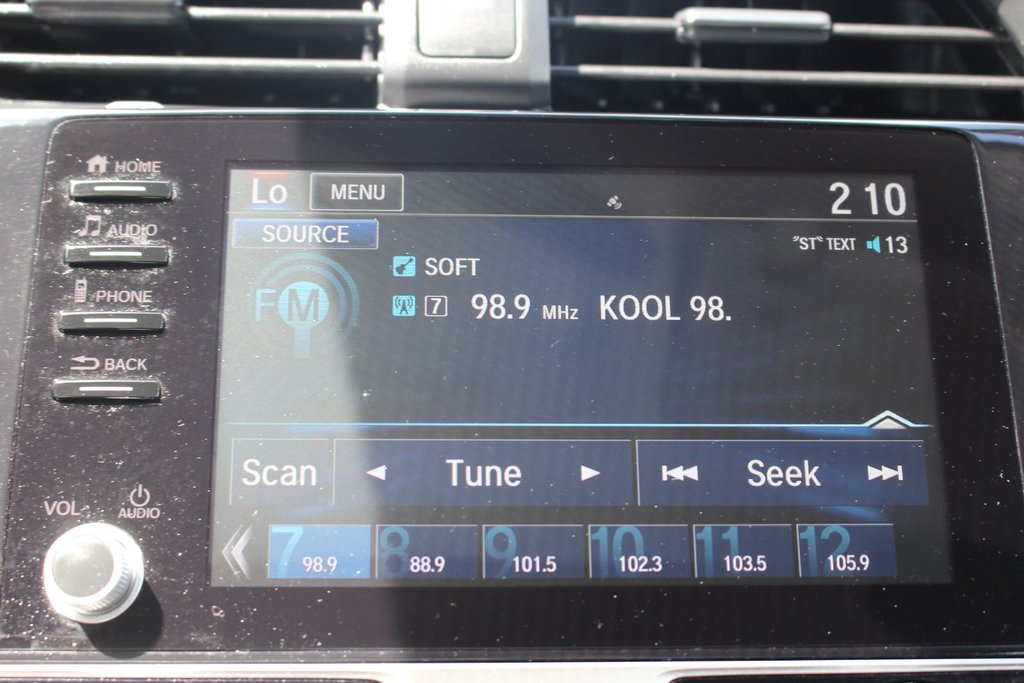 HOME
AUDIO
PHONE
BACK
VOL
AUDIO
Lo MENU 2 10
SOURCE
"ST" TEXT 13
FM
SOFT
7 98.9 MHz KOOL 98.
Scan Tune Seek
7 98.9 8 88.9 9 101.5 10 102.3 11 103.5 12 105.9